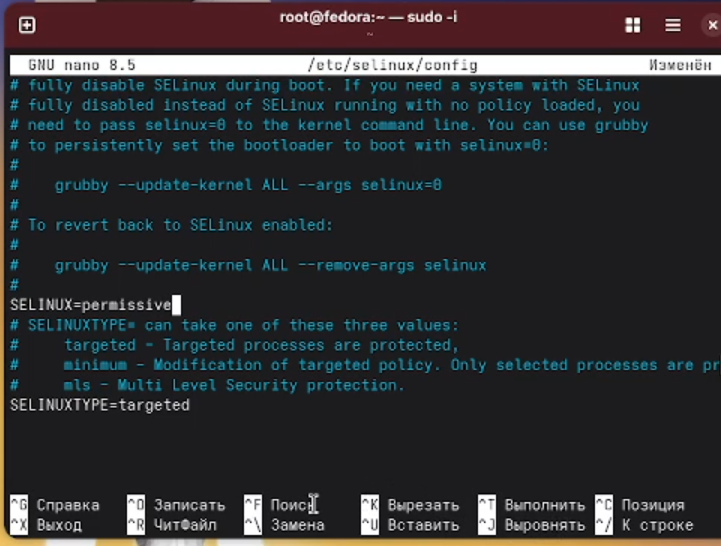 root@fedora:~ — sudo -i
~
GNU nano 8.5 /etc/selinux/config Изменён
# fully disable SELinux during boot. If you need a system with SELinux
# fully disabled instead of SELinux running with no policy loaded, you
# need to pass selinux=0 to the kernel command line. You can use grubby
# to persistently set the bootloader to boot with selinux=0:
#
#    grubby --update-kernel ALL --args selinux=0
#
# To revert back to SELinux enabled:
#
#    grubby --update-kernel ALL --remove-args selinux
#
SELINUX=permissive
# SELINUXTYPE= can take one of these three values:
#     targeted - Targeted processes are protected,
#     minimum - Modification of targeted policy. Only selected processes are pr
#     mls - Multi Level Security protection.
SELINUXTYPE=targeted
^G Справка ^O Записать ^F Поиск ^K Вырезать ^T Выполнить ^C Позиция
^X Выход ^R ЧитФайл ^\ Замена ^U Вставить ^J Выровнять ^/ К строке